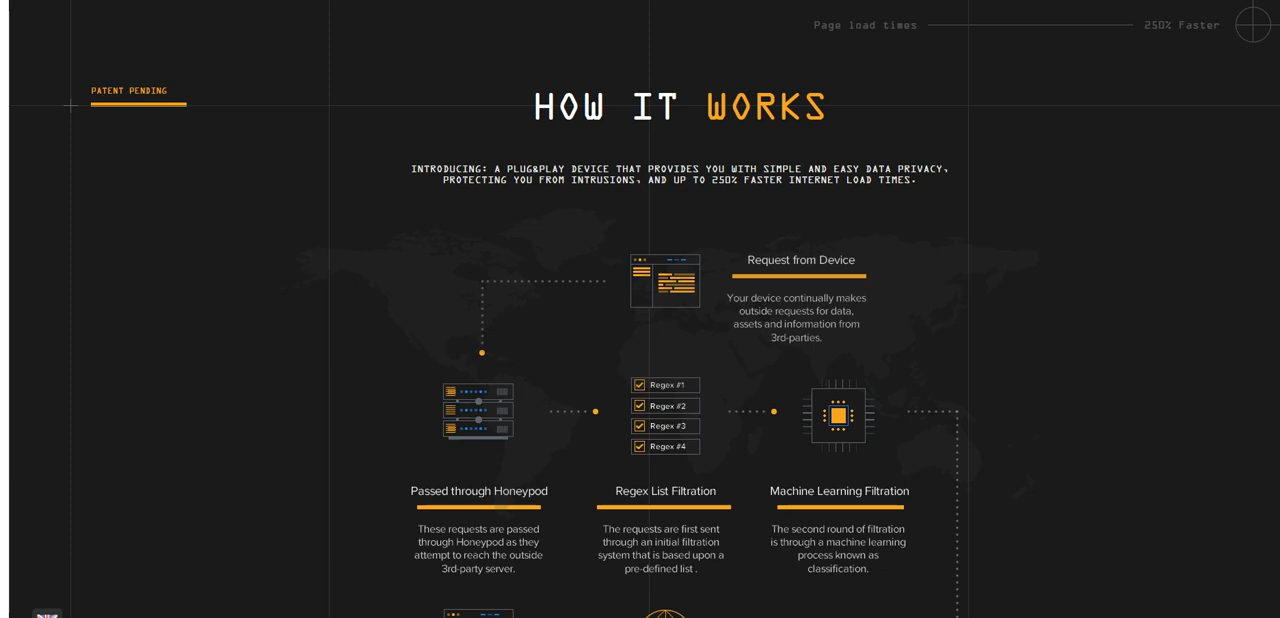 Page load times
250% Faster
PATENT PENDING
HOW IT WORKS
INTRODUCING: A PLUG&PLAY DEVICE THAT PROVIDES YOU WITH SIMPLE AND EASY DATA PRIVACY,
PROTECTING YOU FROM INTRUSIONS, AND UP TO 250% FASTER INTERNET LOAD TIMES.
Request from Device
Your device continually makes
outside requests for data,
assets and information from
3rd-parties.
Regex #1
Regex #2
Regex #3
Regex #4
Passed through Honeypod
These requests are passed
through Honeypod as they
attempt to reach the outside
3rd-party server.
Regex List Filtration
The requests are first sent
through an initial filtration
system that is based upon a
pre-defined list .
Machine Learning Filtration
The second round of filtration
is through a machine learning
process known as
classification.